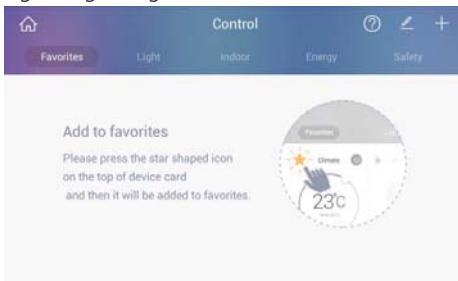 Control
Favorites Light Indoor Energy Safety
Add to favorites
Please press the star shaped icon
on the top of device card
and then it will be added to favorites.
Favorites
Climate
23°C